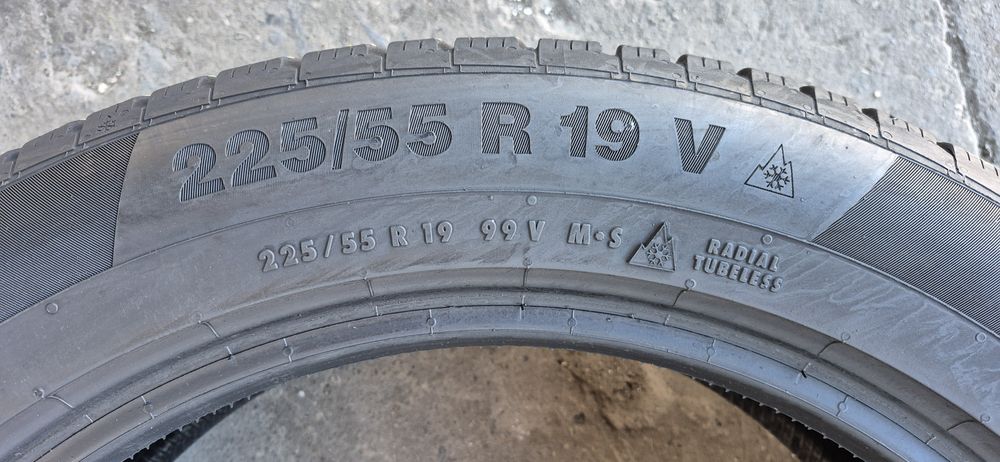 225/55 R 19 V
225/55 R 19 99 V M•S RADIAL
TUBELESS